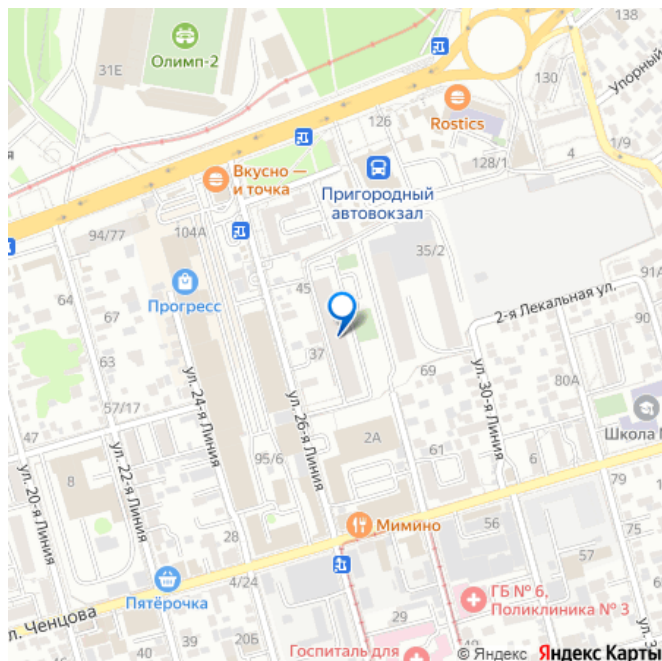 138
31Е
Олимп-2
130
Упорный
Rostics
126
1/9
128/1
4
Вкусно —
и точка
Пригородный
автовокзал
94/77
104А
35/2
91А
45
Прогресс
64
2-я Лекальная ул.
90
63
37
69
80А
57/17
ул. 24-я Линия
ул. 26-я Линия
ул. 30-я Линия
47
2А
Школа
8
95/6
61
6
ул. 20-я Линия
ул. 22-я Линия
79
Мимино
56
75
28
57
4/24
Пятёрочка
ГБ № 6,
Поликлиника № 3
л. Ченцова
39
20Б
29
Госпиталь для
© Яндекс Яндекс Карты